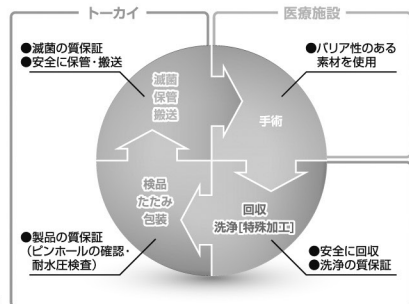 トーカイ
医療施設
●滅菌の質保証
●安全に保管・搬送
●バリア性のある
素材を使用
滅菌
保管
搬送
手術
検品
たたみ
包装
回収
洗浄[特殊加工]
●製品の質保証
(ピンホールの確認・
耐水圧検査)
●安全に回収
●洗浄の質保証